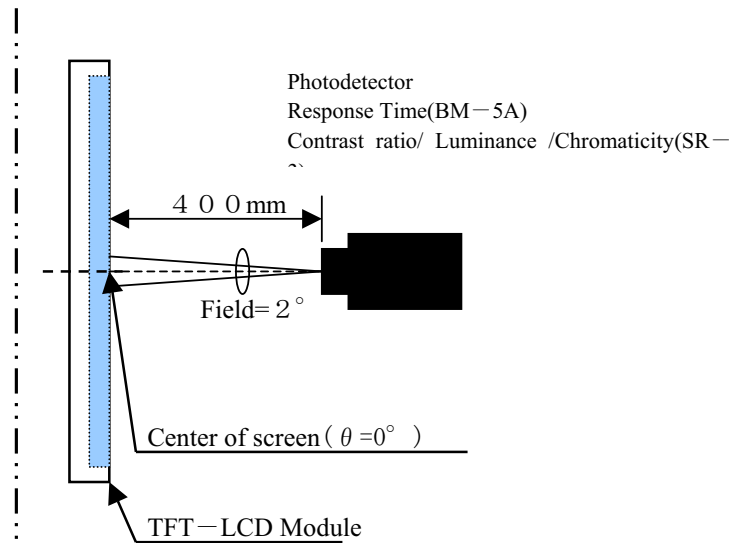 Photodetector
Response Time(BM－5A)
Contrast ratio/ Luminance /Chromaticity(SR－
４００mm
Field=２°
Center of screen（θ=0° ）
TFT－LCD Module